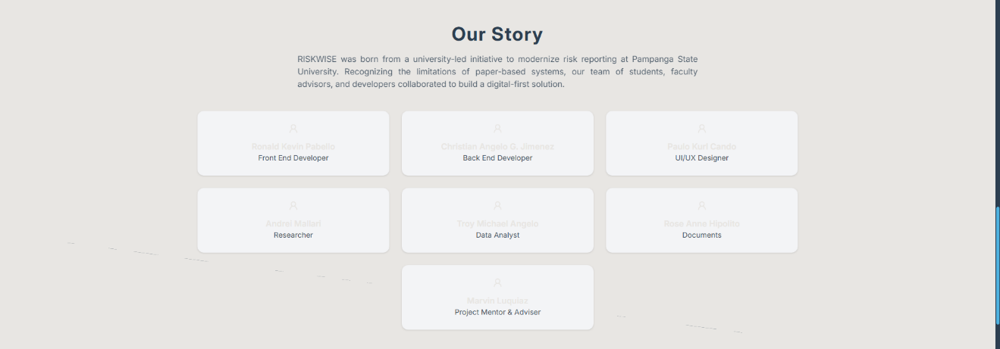 Our Story
RISKWISE was born from a university-led initiative to modernize risk reporting at Pampanga State
University. Recognizing the limitations of paper-based systems, our team of students, faculty
advisors, and developers collaborated to build a digital-first solution.
Ronald Kevin Pabello
Front End Developer
Christian Angelo G. Jimenez
Back End Developer
Paulo Kurl Cando
UI/UX Designer
Andrei Mallari
Researcher
Troy Michael Angelo
Data Analyst
Rose Anne Hipolito
Documents
Marvin Luquiaz
Project Mentor & Adviser